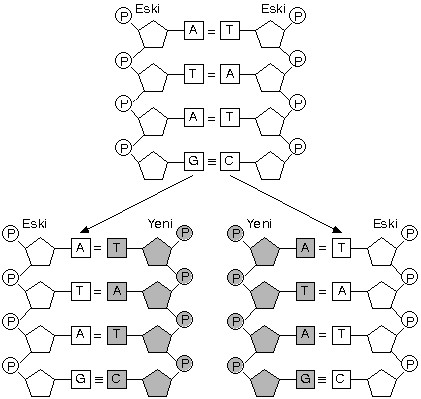 P Eski A = T Eski P
P T = A P
P A = T P
P G ≡ C P
Eski Yeni Yeni Eski
P A = T P P A = T P
P T = A P P T = A P
P A = T P P A = T P
P G ≡ C P P G ≡ C P